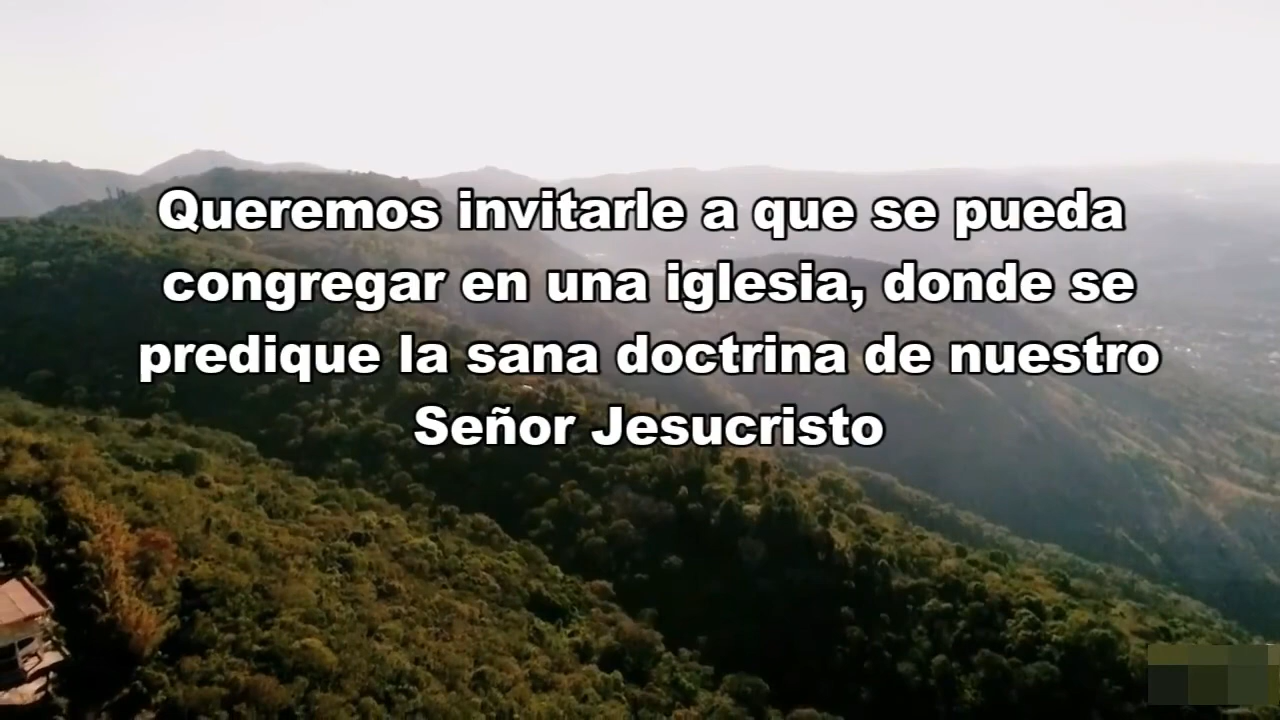 Queremos invitarle a que se pueda
congregar en una iglesia, donde se
predique la sana doctrina de nuestro
Señor Jesucristo